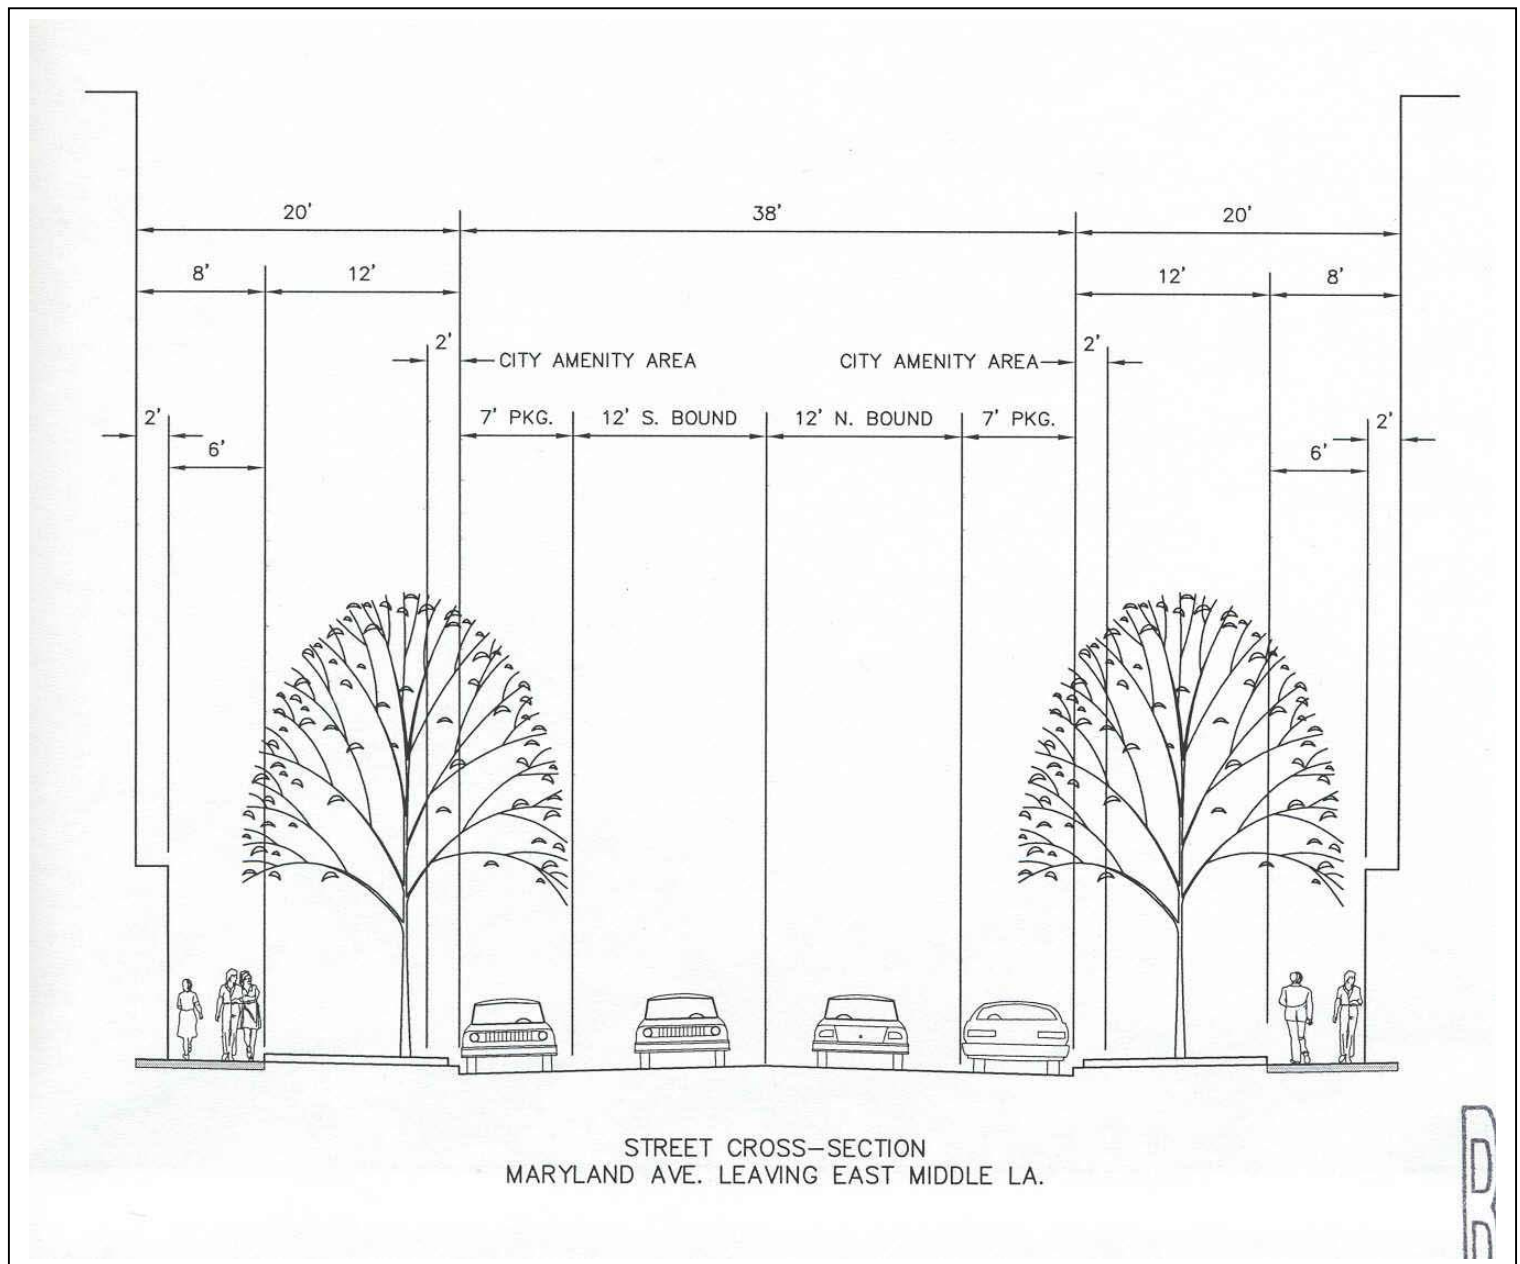 20' 38' 20'
8' 12' 12' 8'
2' CITY AMENITY AREA CITY AMENITY AREA 2'
2' 7' PKG. 12' S. BOUND 12' N. BOUND 7' PKG. 2'
6' 6'
STREET CROSS-SECTION
MARYLAND AVE. LEAVING EAST MIDDLE LA.